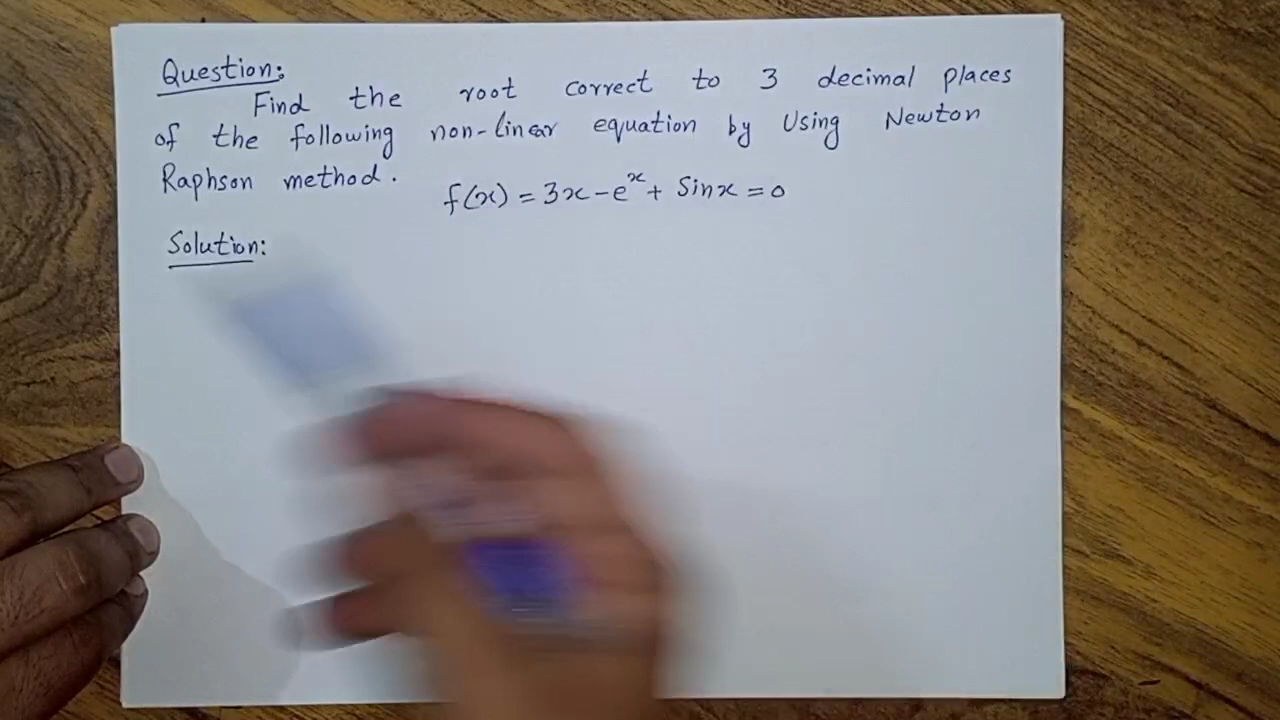 Question:
Find the root correct to 3 decimal places
of the following non-linear equation by Using Newton
Raphson method.
f(x) = 3x - e^x + Sinx = 0
Solution: